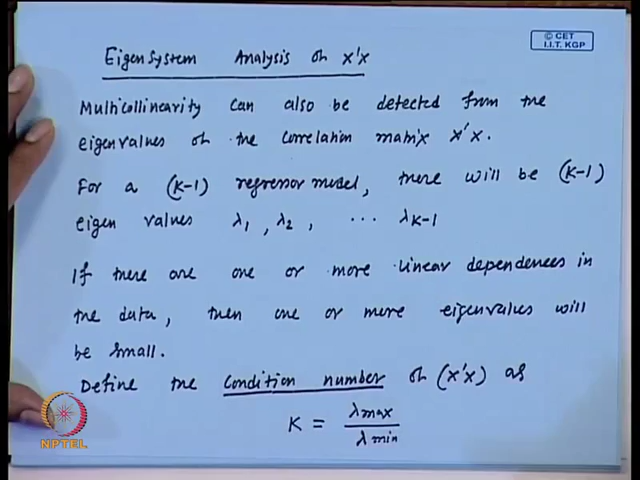 © CET
I.I.T. KGP
Eigen System Analysis of X'X
Multicollinarity can also be detected from the
eigenvalues of the correlation matrix X'X.
For a (K-1) regressor model, there will be (K-1)
eigen values λ1, λ2, ... λK-1
If there are one or more linear dependences in
the data, then one or more eigenvalues will
be small.
Define the condition number of (X'X) as
K = λmax / λmin
NPTEL